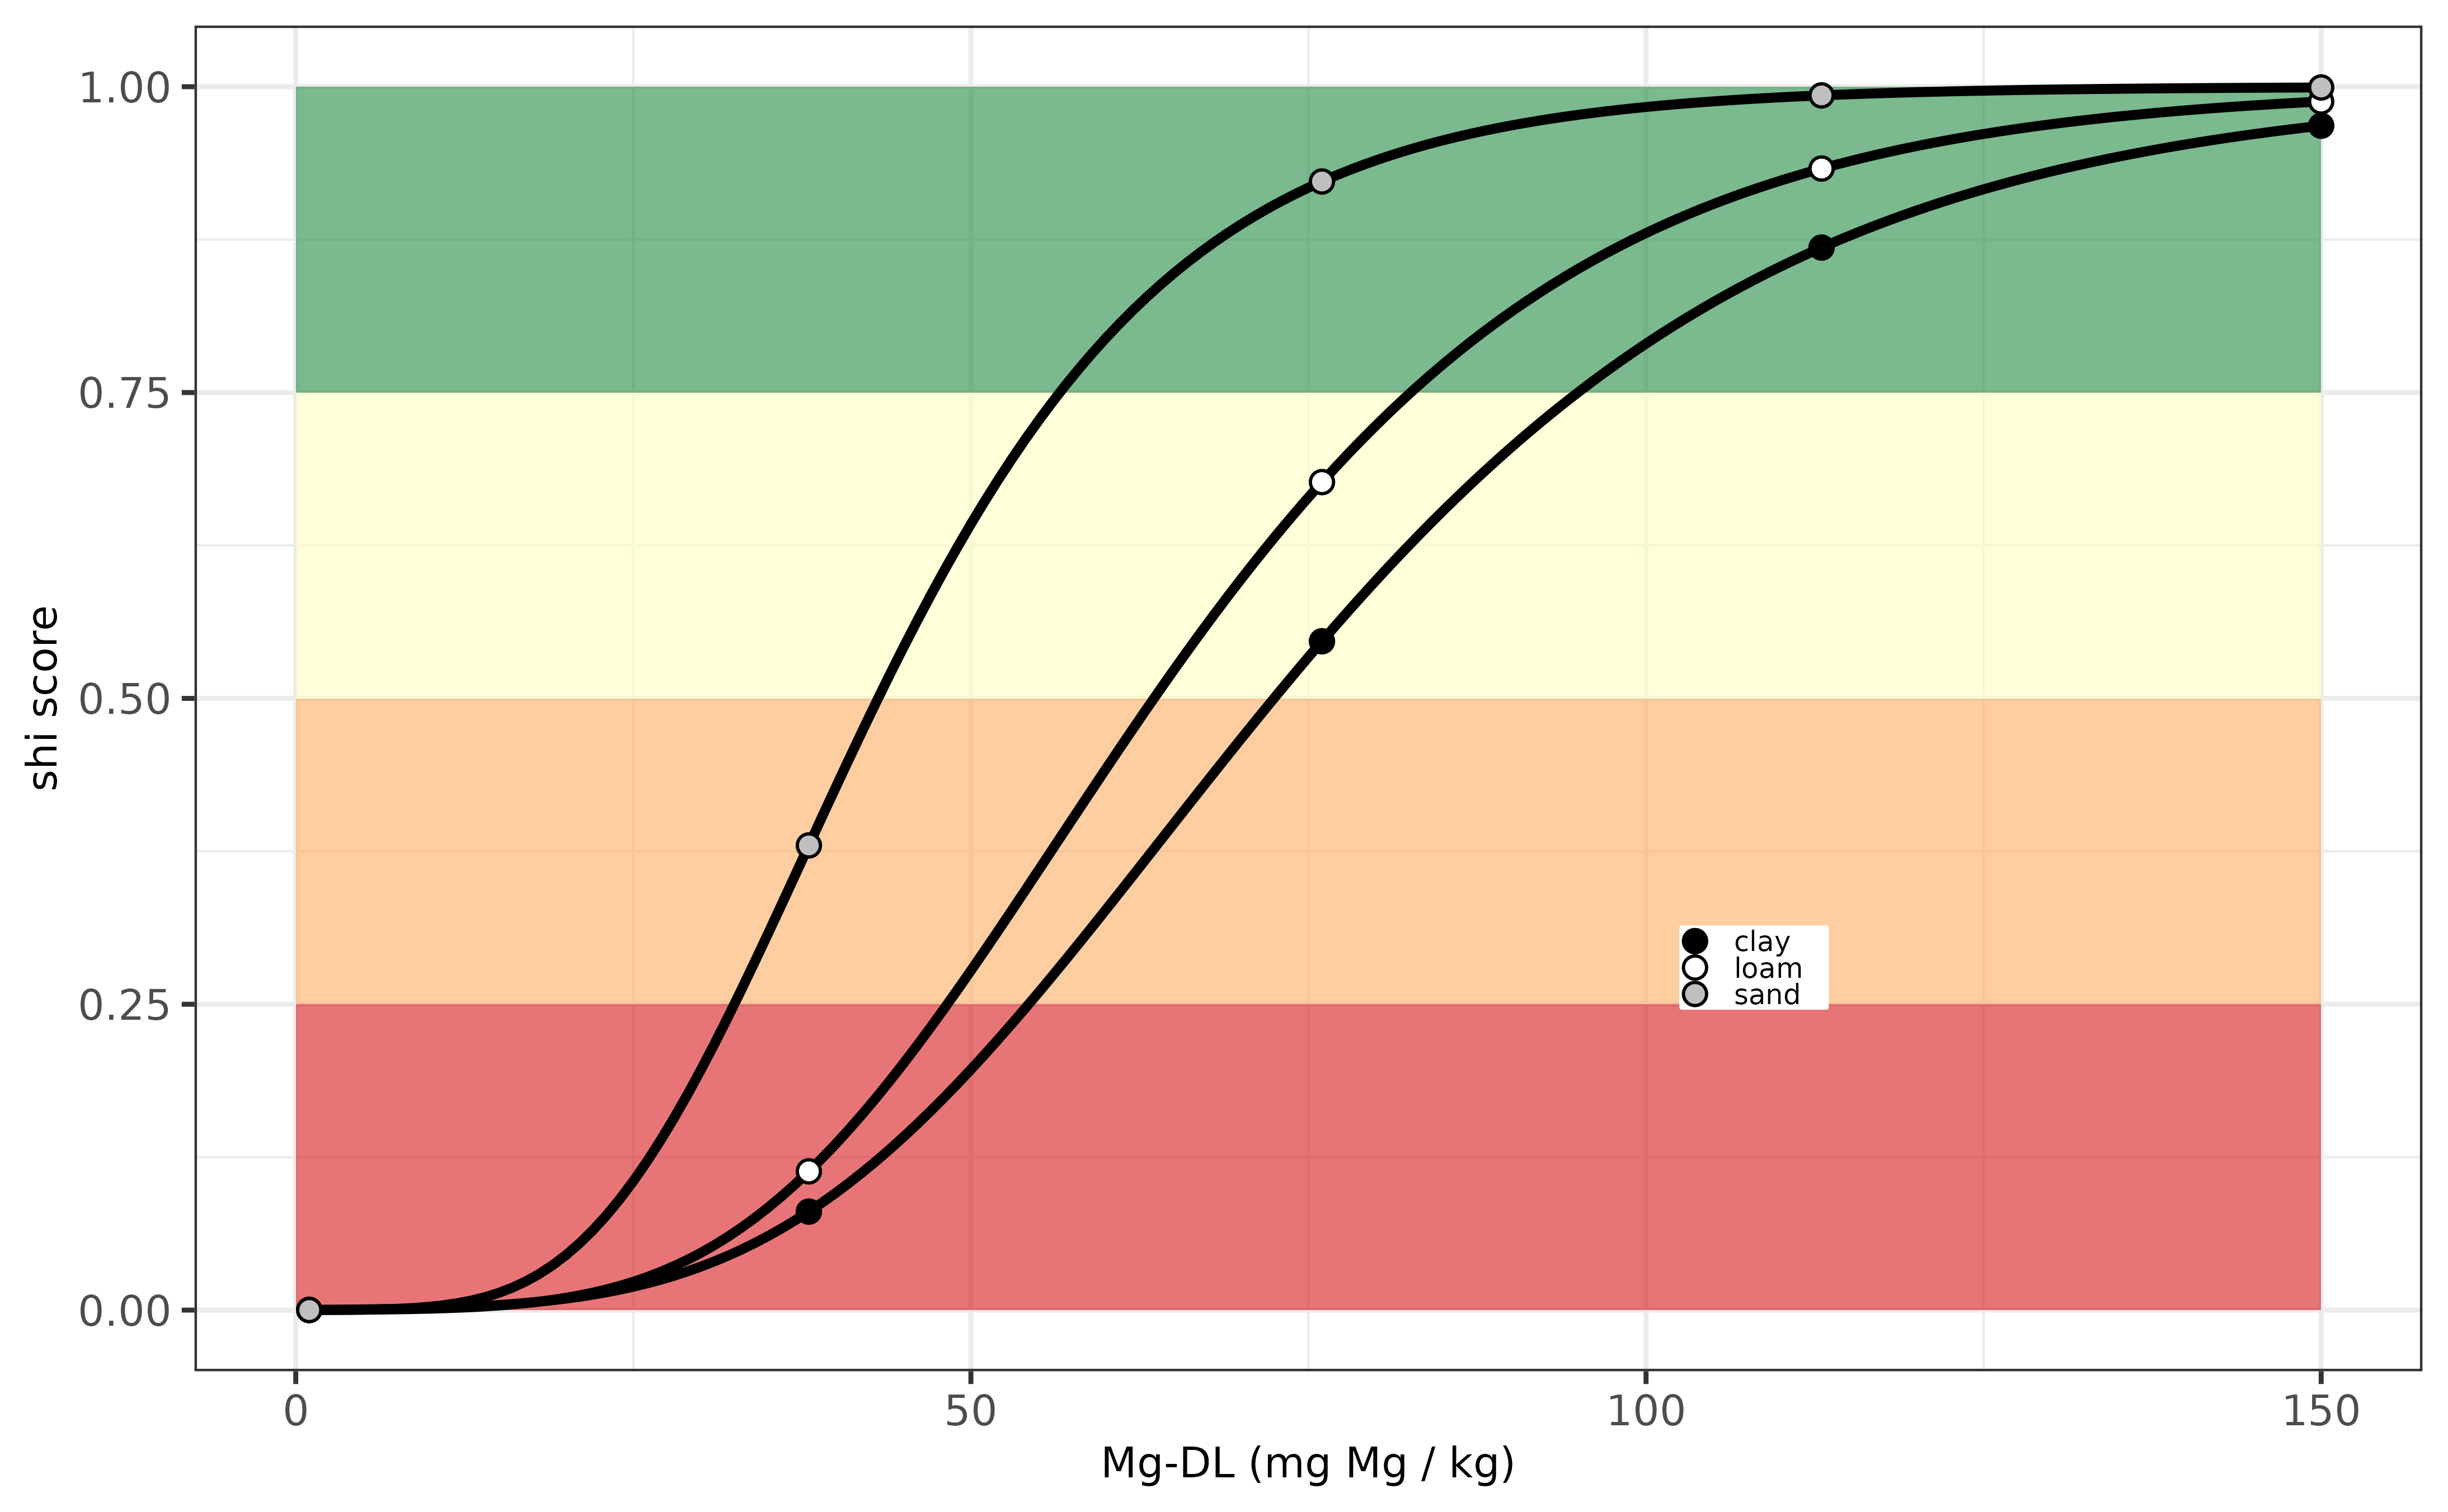 1.00
0.75
0.50
0.25
0.00
shi score
clay
loam
sand
0 50 100 150
Mg-DL (mg Mg / kg)